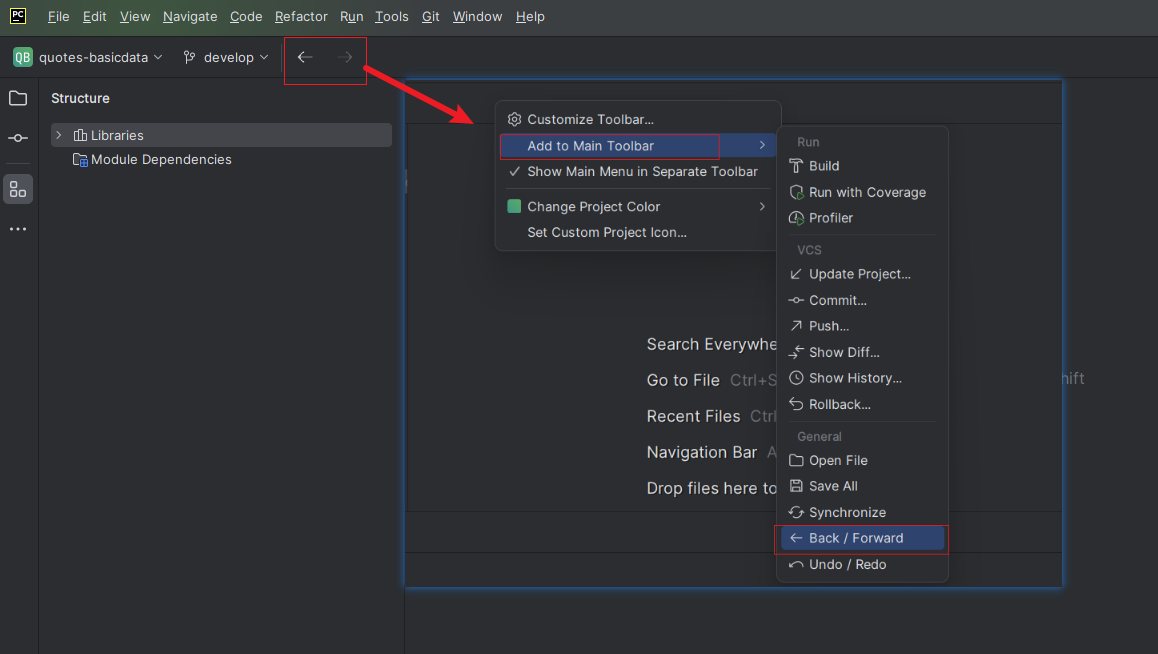 PC File Edit View Navigate Code Refactor Run Tools Git Window Help
QB quotes-basicdata develop
Structure
Libraries
Module Dependencies
Customize Toolbar...
Add to Main Toolbar
Show Main Menu in Separate Toolbar
Change Project Color
Set Custom Project Icon...
Run
Build
Run with Coverage
Profiler
VCS
Update Project...
Commit...
Push...
Show Diff...
Show History...
Rollback...
General
Open File
Save All
Synchronize
Back / Forward
Undo / Redo
Search Everywhe
Go to File Ctrl+S
hift
Recent Files Ctrl
Navigation Bar A
Drop files here to